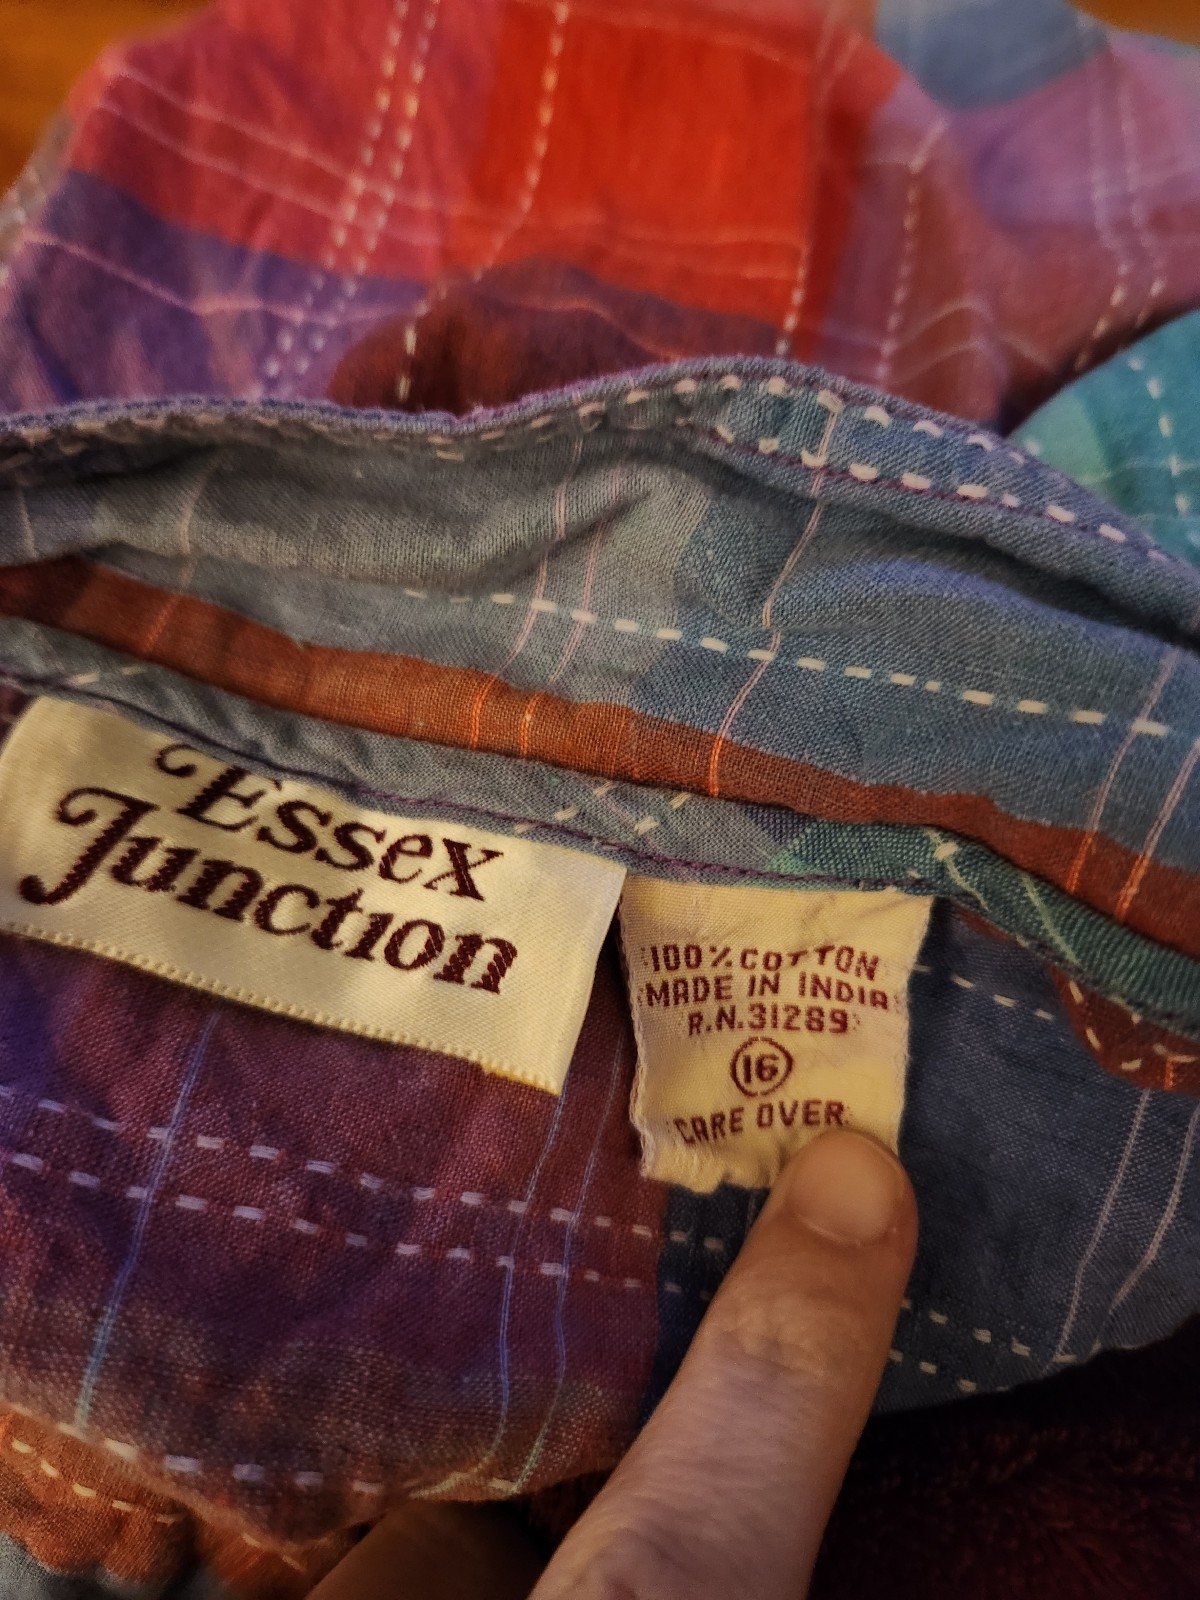 Essex
Junction
100% COTTON
MADE IN INDIA
R.N.31289
16
CARE OVER